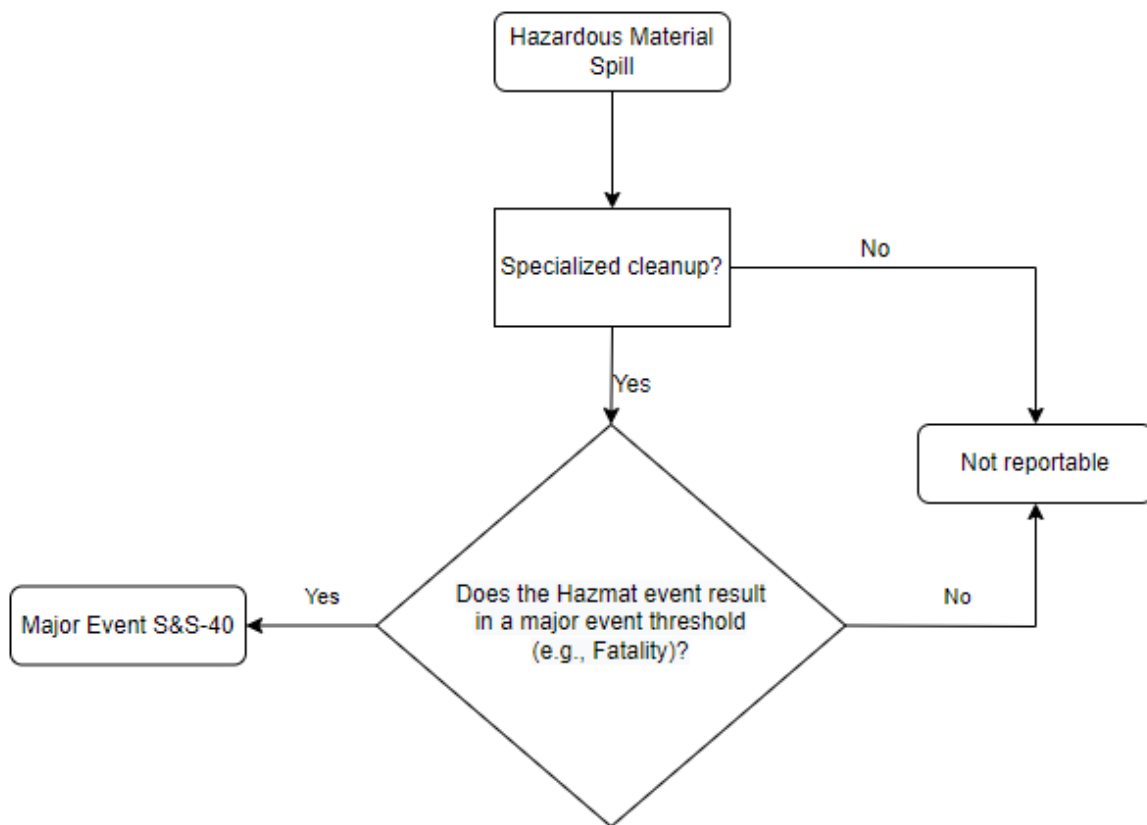 Hazardous Material
Spill
Specialized cleanup?
No
Yes
Not reportable
Does the Hazmat event result
in a major event threshold
(e.g., Fatality)?
Yes
No
Major Event S&S-40